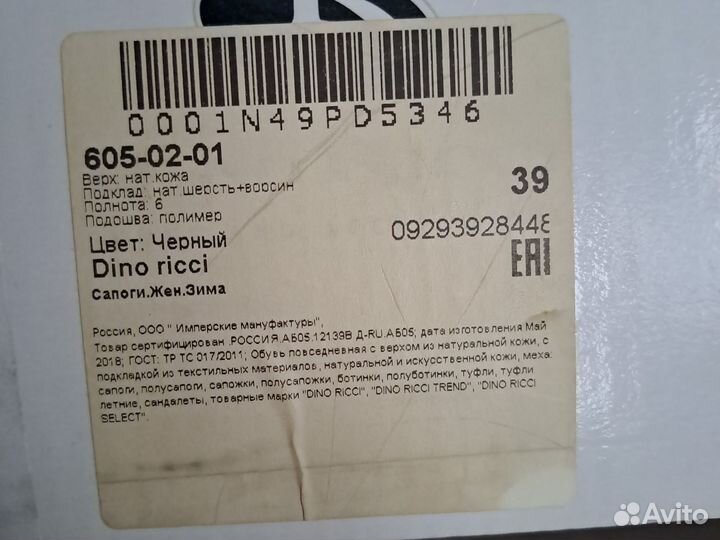 0001N49PD5346
605-02-01
Верх: нат.кожа
Подклад: нат.шерсть+ворсин
Полнота: 6
Подошва: полимер
39
Цвет: Черный
09293928448
Dino ricci
EAC
Сапоги.Жен.Зима
Россия, ООО " Имперские мануфактуры",
Товар сертифицирован .РОССИЯ.АБ05.12139В Д-RU.АБ05; дата изготовления Май
2018; ГОСТ: ТР ТС 017/2011; Обувь повседневная с верхом из натуральной кожи, с
подкладкой из текстильных материалов, натуральной и искусственной кожи, меха:
сапоги, полусапоги, сапожки, полусапожки, ботинки, полуботинки, туфли, туфли
летние, сандалеты, товарные марки "DINO RICCI", "DINO RICCI TREND", "DINO RICCI
SELECT".
Avito